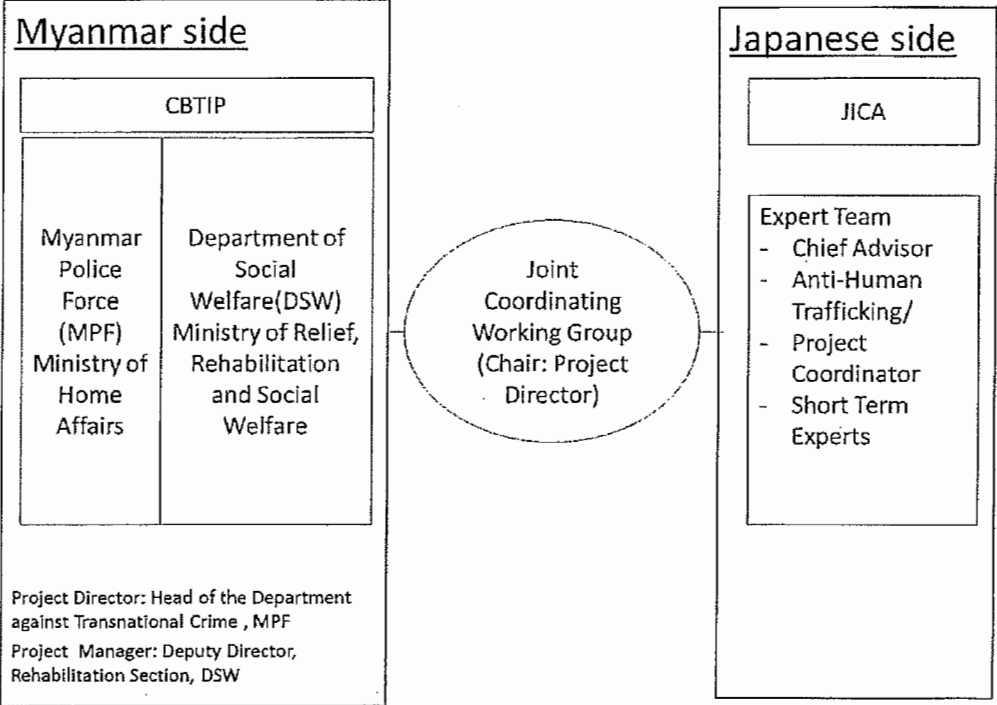 Myanmar side
CBTIP
Myanmar
Police
Force
(MPF)
Ministry of
Home
Affairs
Department of
Social
Welfare(DSW)
Ministry of Relief,
Rehabilitation
and Social
Welfare
Project Director: Head of the Department
against Transnational Crime , MPF
Project Manager: Deputy Director,
Rehabilitation Section, DSW
Joint
Coordinating
Working Group
(Chair: Project
Director)
Japanese side
JICA
Expert Team
- Chief Advisor
- Anti-Human
Trafficking/
- Project
Coordinator
- Short Term
Experts